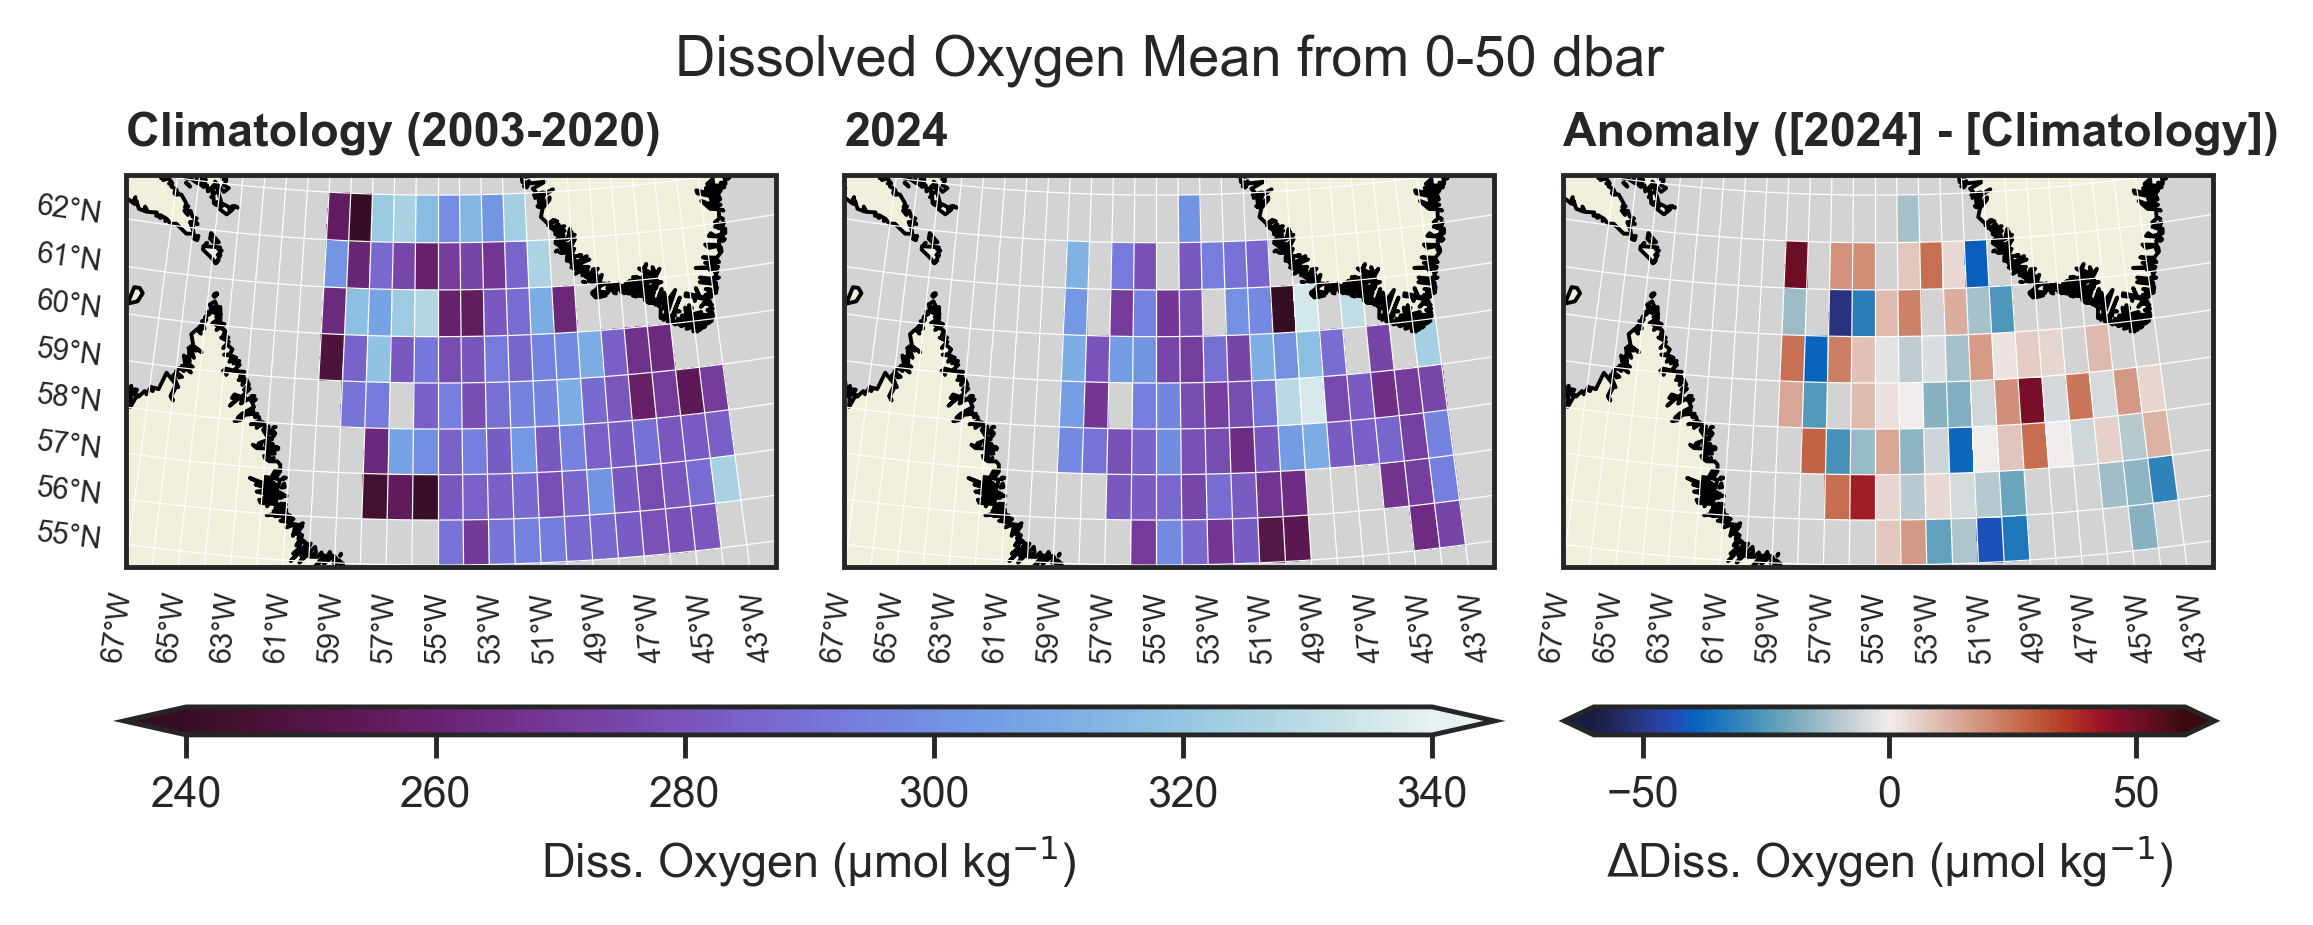 Dissolved Oxygen Mean from 0-50 dbar
Climatology (2003-2020)
2024
Anomaly ([2024] - [Climatology])
62°N
61°N
60°N
59°N
58°N
57°N
56°N
55°N
67°W 65°W 63°W 61°W 59°W 57°W 55°W 53°W 51°W 49°W 47°W 45°W 43°W
67°W 65°W 63°W 61°W 59°W 57°W 55°W 53°W 51°W 49°W 47°W 45°W 43°W
67°W 65°W 63°W 61°W 59°W 57°W 55°W 53°W 51°W 49°W 47°W 45°W 43°W
240 260 280 300 320 340
Diss. Oxygen (µmol kg⁻¹)
−50 0 50
ΔDiss. Oxygen (µmol kg⁻¹)